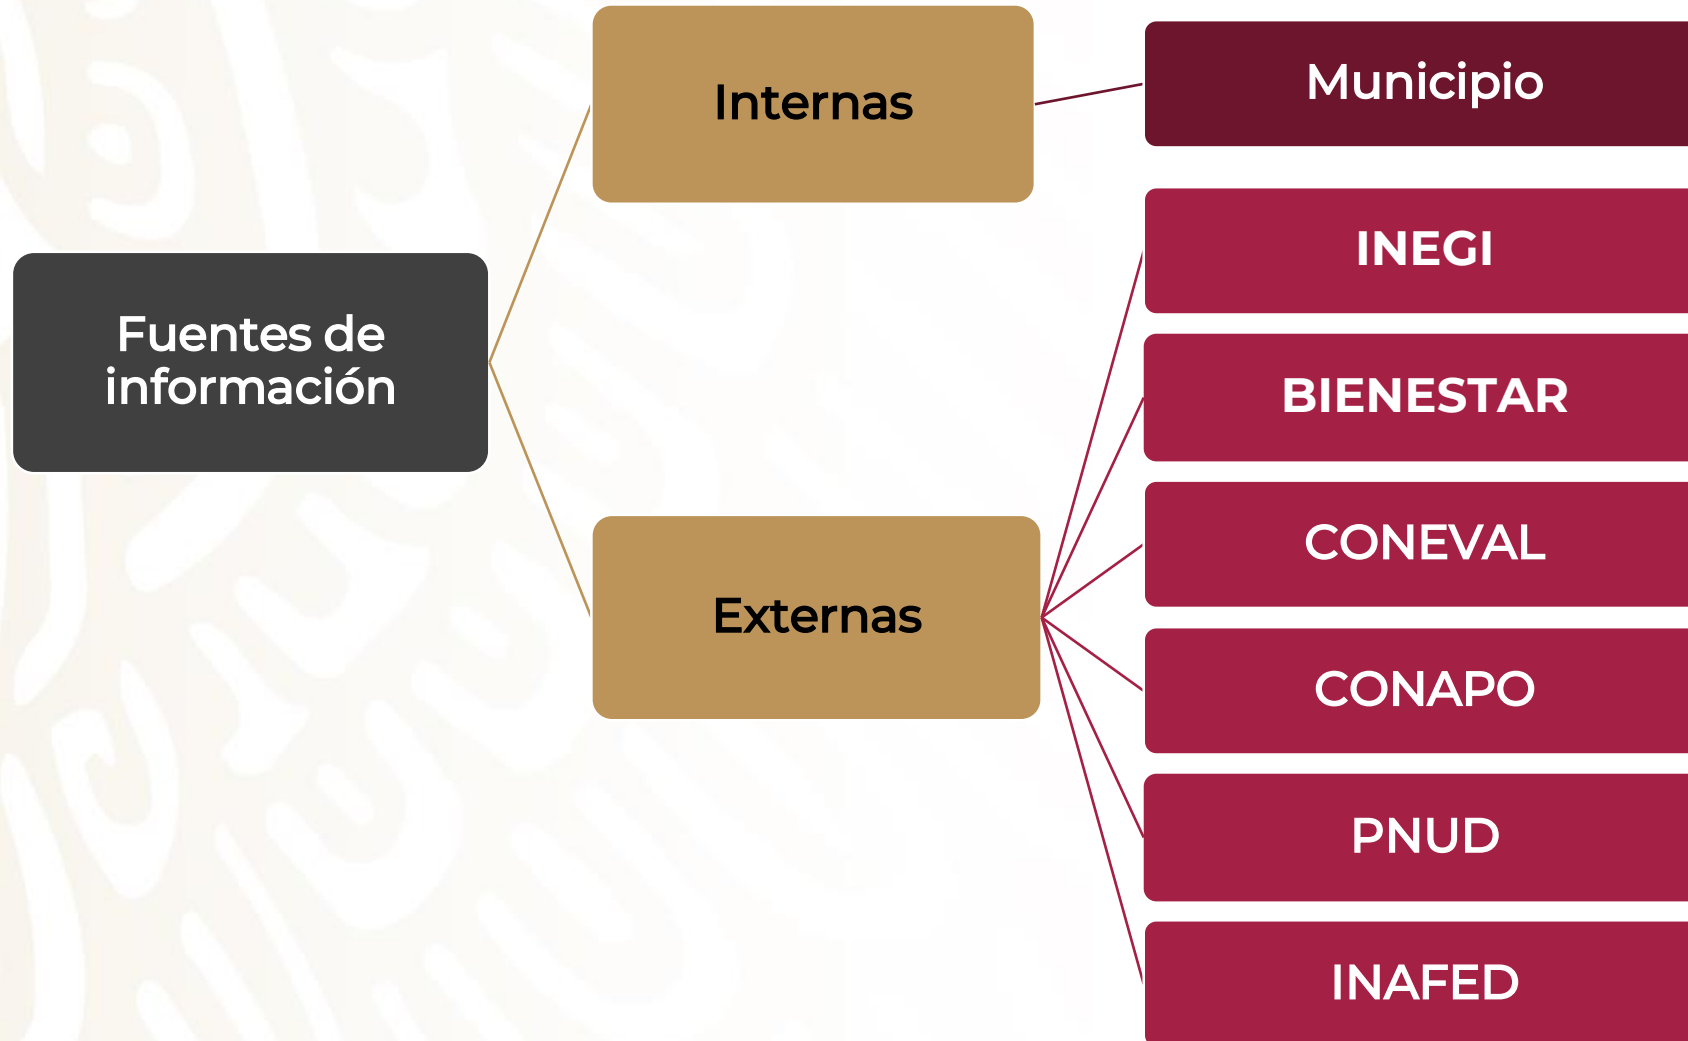 Fuentes de
información
Internas
Externas
Municipio
INEGI
BIENESTAR
CONEVAL
CONAPO
PNUD
INAFED